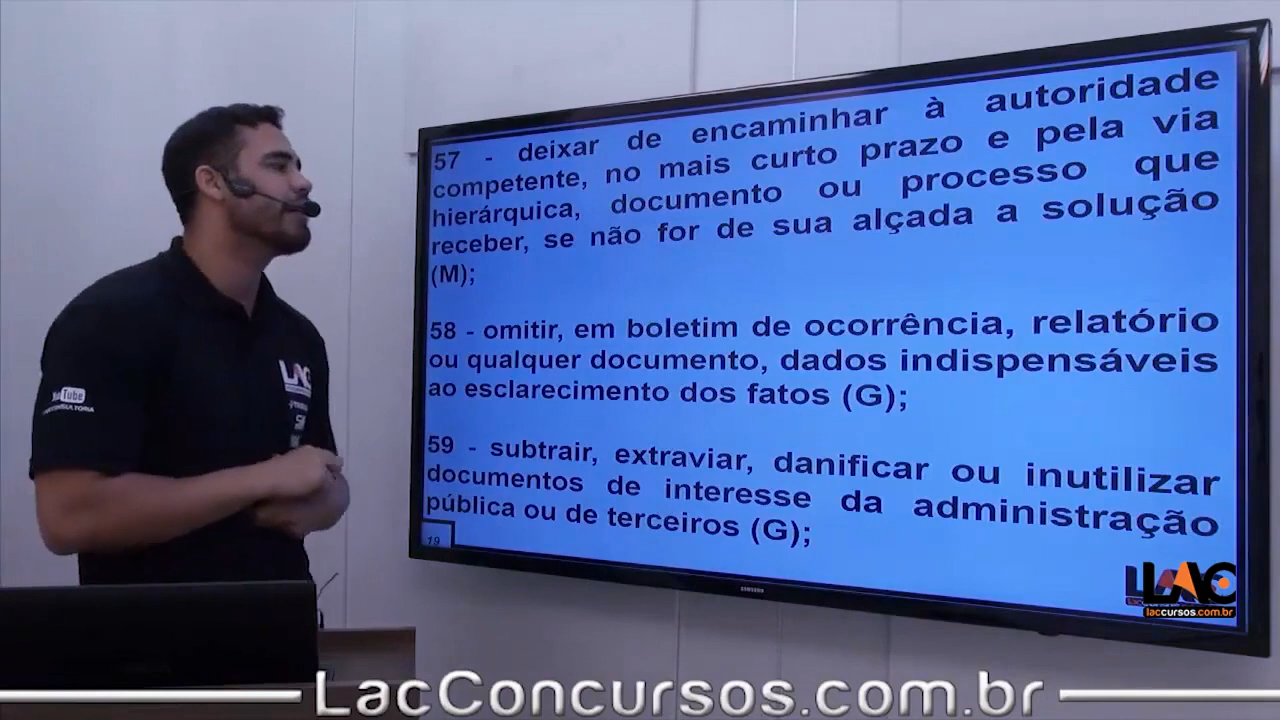 57 - deixar de encaminhar à autoridade
competente, no mais curto prazo e pela via
hierárquica, documento ou processo que
receber, se não for de sua alçada a solução
(M);
58 - omitir, em boletim de ocorrência, relatório
ou qualquer documento, dados indispensáveis
ao esclarecimento dos fatos (G);
59 - subtrair, extraviar, danificar ou inutilizar
documentos de interesse da administração
pública ou de terceiros (G);
19
LAC
laccursos.com.br
SAMSUNG
LAC
Tube
LacConcursos.com.br